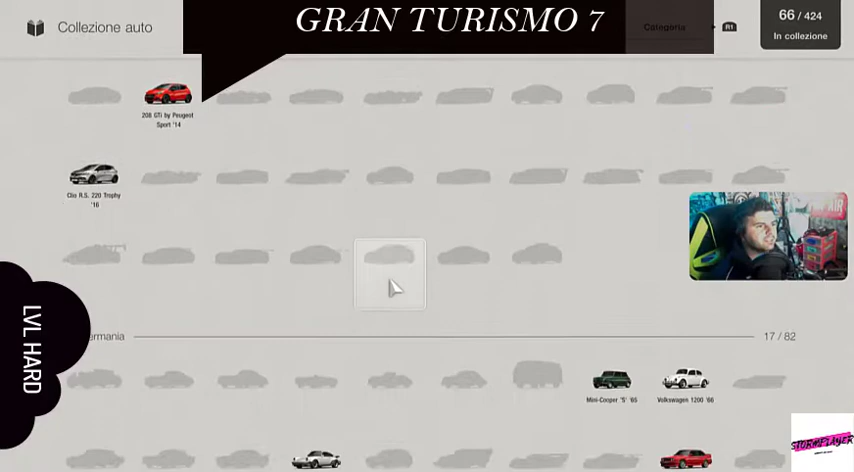 Collezione auto
GRAN TURISMO 7
Categoria
R1
66 / 424
In collezione
208 GTi by Peugeot
Sport '14
Clio R.S. 220 Trophy
'16
LVL HARD
ermania
17 / 82
Mini-Cooper 'S' '65
Volkswagen 1200 '66
STORMPLAYER